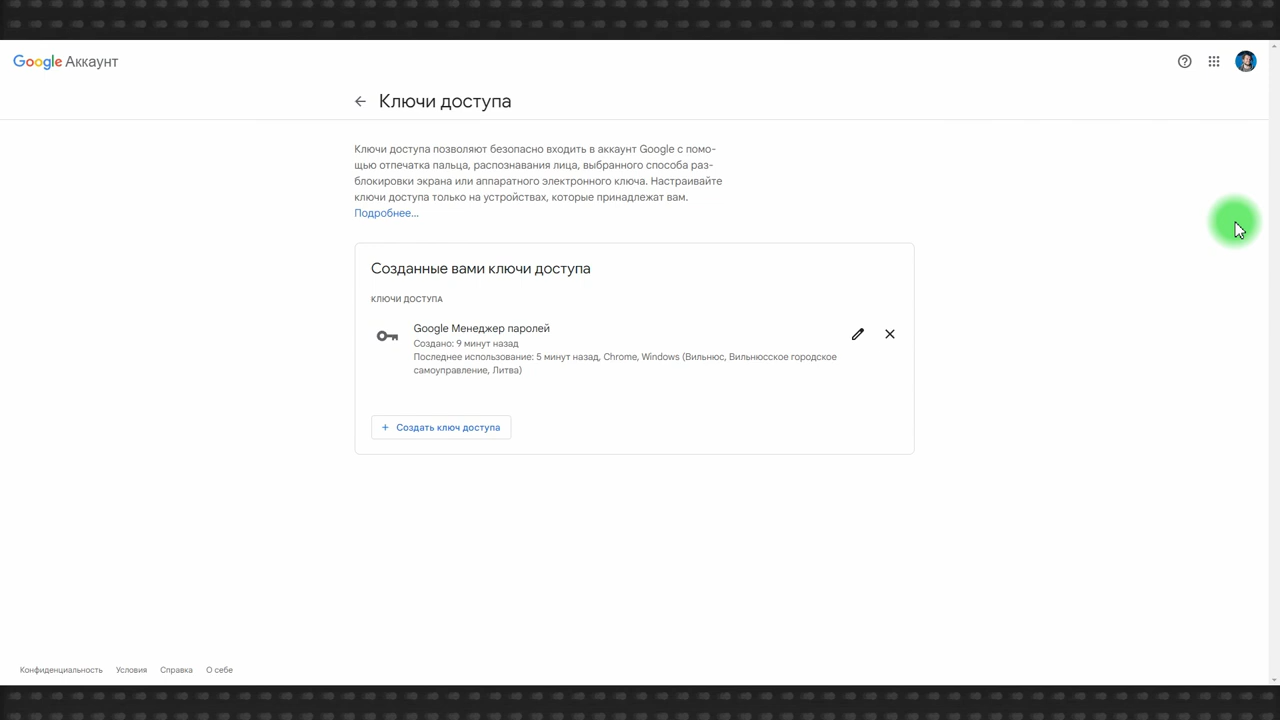 Google Аккаунт
Ключи доступа
Ключи доступа позволяют безопасно входить в аккаунт Google с помо-
щью отпечатка пальца, распознавания лица, выбранного способа раз-
блокировки экрана или аппаратного электронного ключа. Настраивайте
ключи доступа только на устройствах, которые принадлежат вам.
Подробнее...
Созданные вами ключи доступа
КЛЮЧИ ДОСТУПА
Google Менеджер паролей
Создано: 9 минут назад
Последнее использование: 5 минут назад, Chrome, Windows (Вильнюс, Вильнюсское городское
самоуправление, Литва)
+ Создать ключ доступа
Конфиденциальность Условия Справка О себе